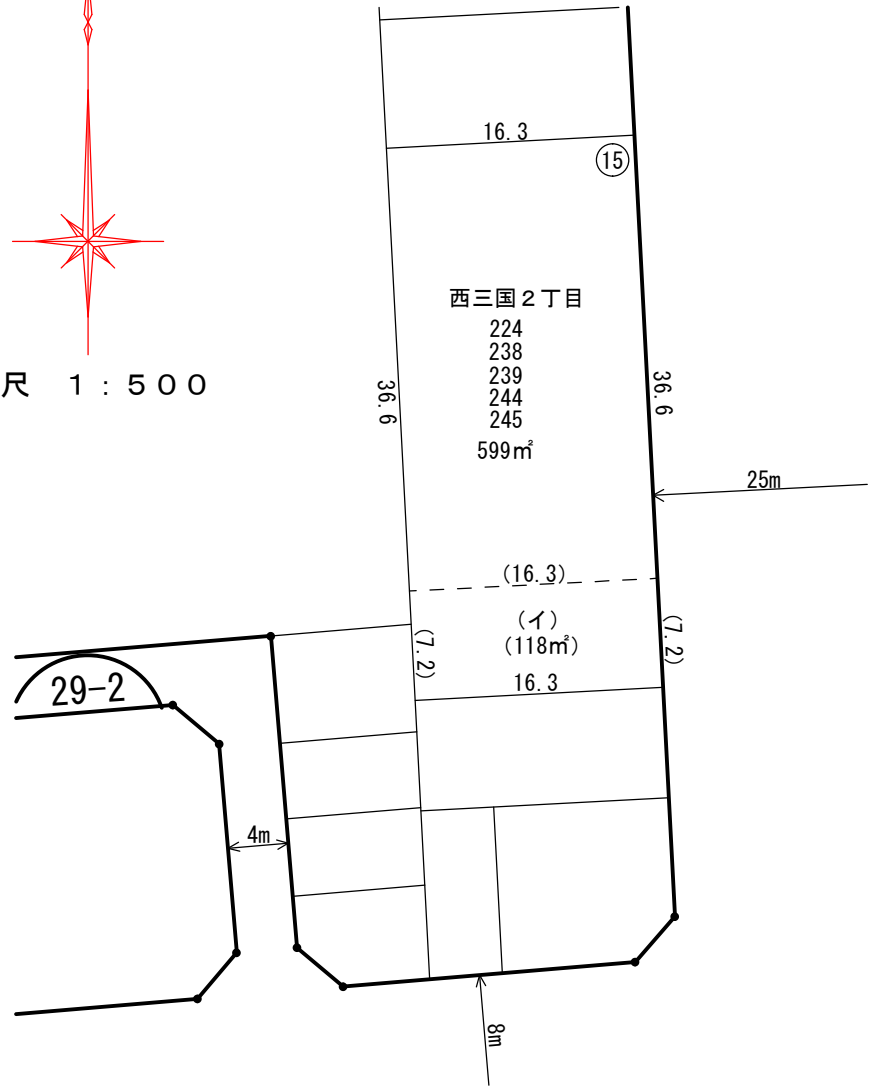 16.3
⑮
西三国２丁目
224
238
239
244
245
599㎡
36.6
36.6
尺　１：５００
25m
(16.3)
(イ)
(118㎡)
(7.2)
(7.2)
16.3
29-2
4m
8m